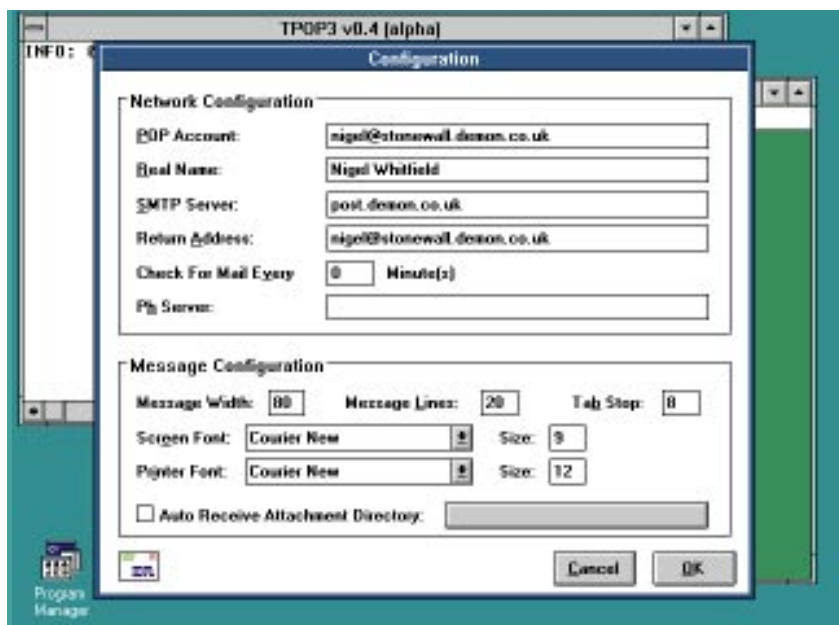 TPOP3 v0.4 (alpha)
INFO:
Configuration
Network Configuration
POP Account: nigel@stonewall.demon.co.uk
Real Name: Nigel Whitfield
SMTP Server: post.demon.co.uk
Return Address: nigel@stonewall.demon.co.uk
Check For Mail Every 0 Minute(s)
Ph Server:
Message Configuration
Message Width: 80 Message Lines: 20 Tab Stop: 8
Screen Font: Courier New Size: 9
Printer Font: Courier New Size: 12
Auto Receive Attachment Directory:
Cancel OK
Program
Manager